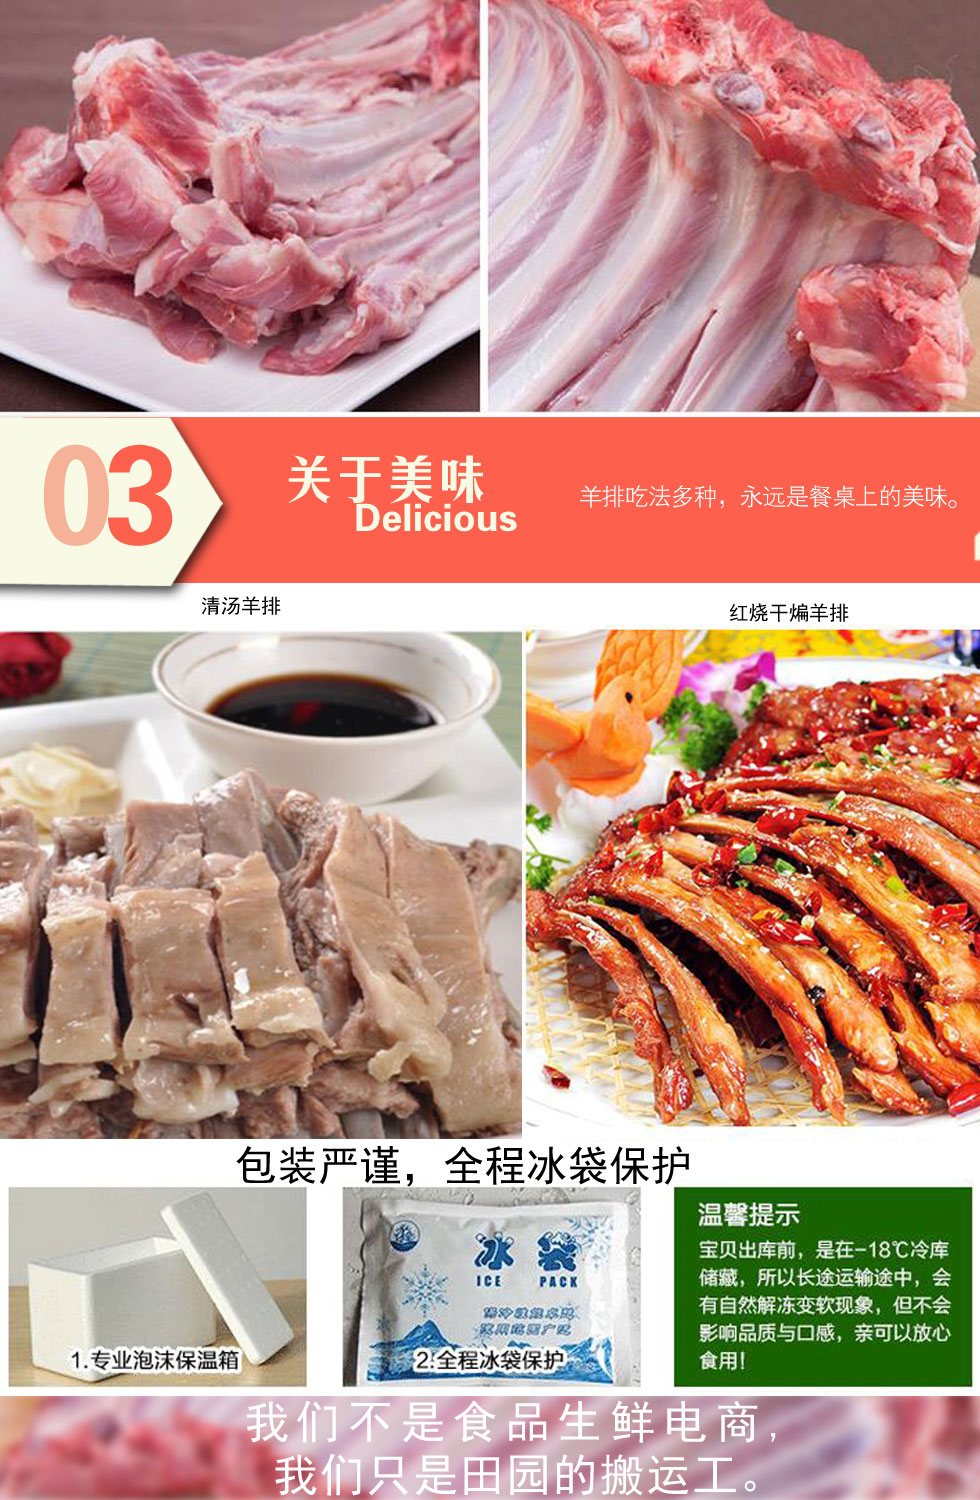 03
关于美味
Delicious
羊排吃法多种，永远是餐桌上的美味。
清汤羊排
红烧干煸羊排
包装严谨，全程冰袋保护
1.专业泡沫保温箱
冰袋
ICE PACK
2.全程冰袋保护
温馨提示
宝贝出库前，是在-18℃冷库
储藏，所以长途运输途中，会
有自然解冻变软现象，但不会
影响品质与口感，亲可以放心
食用！
我们不是食品生鲜电商，
我们只是田园的搬运工。